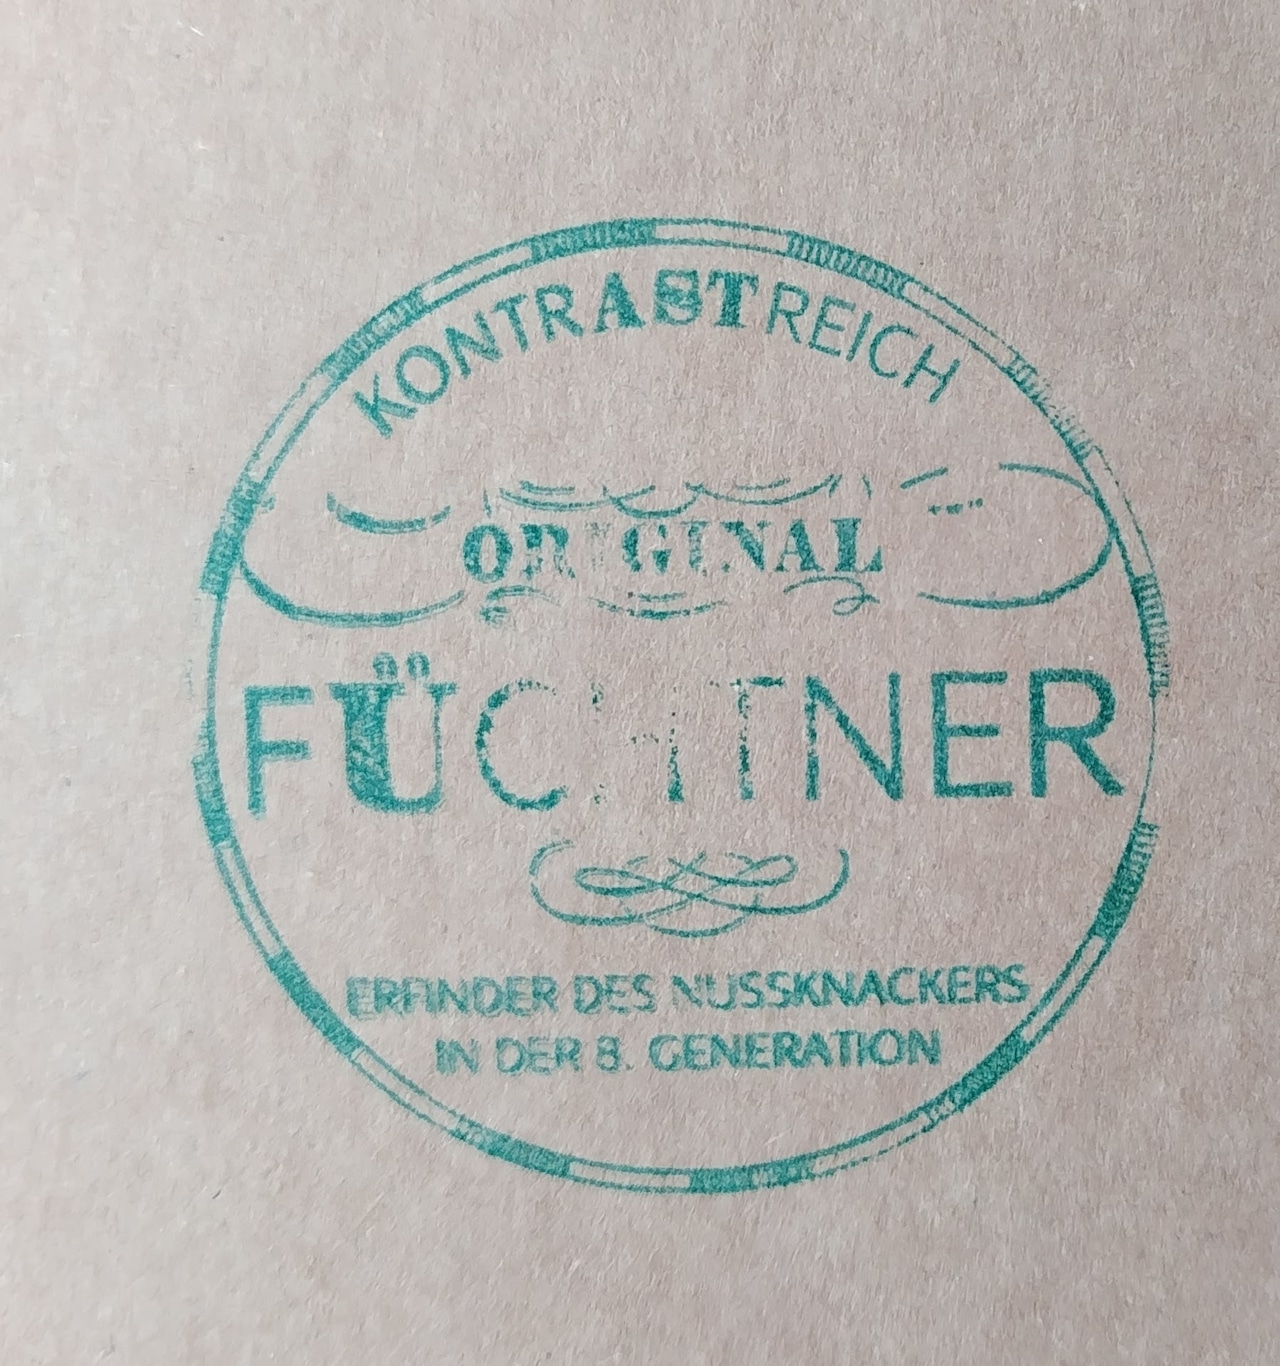 KONTRASTREICH
ORIGINAL
FÜCHTNER
ERFINDER DES NUSSKNACKERS
IN DER 8. GENERATION